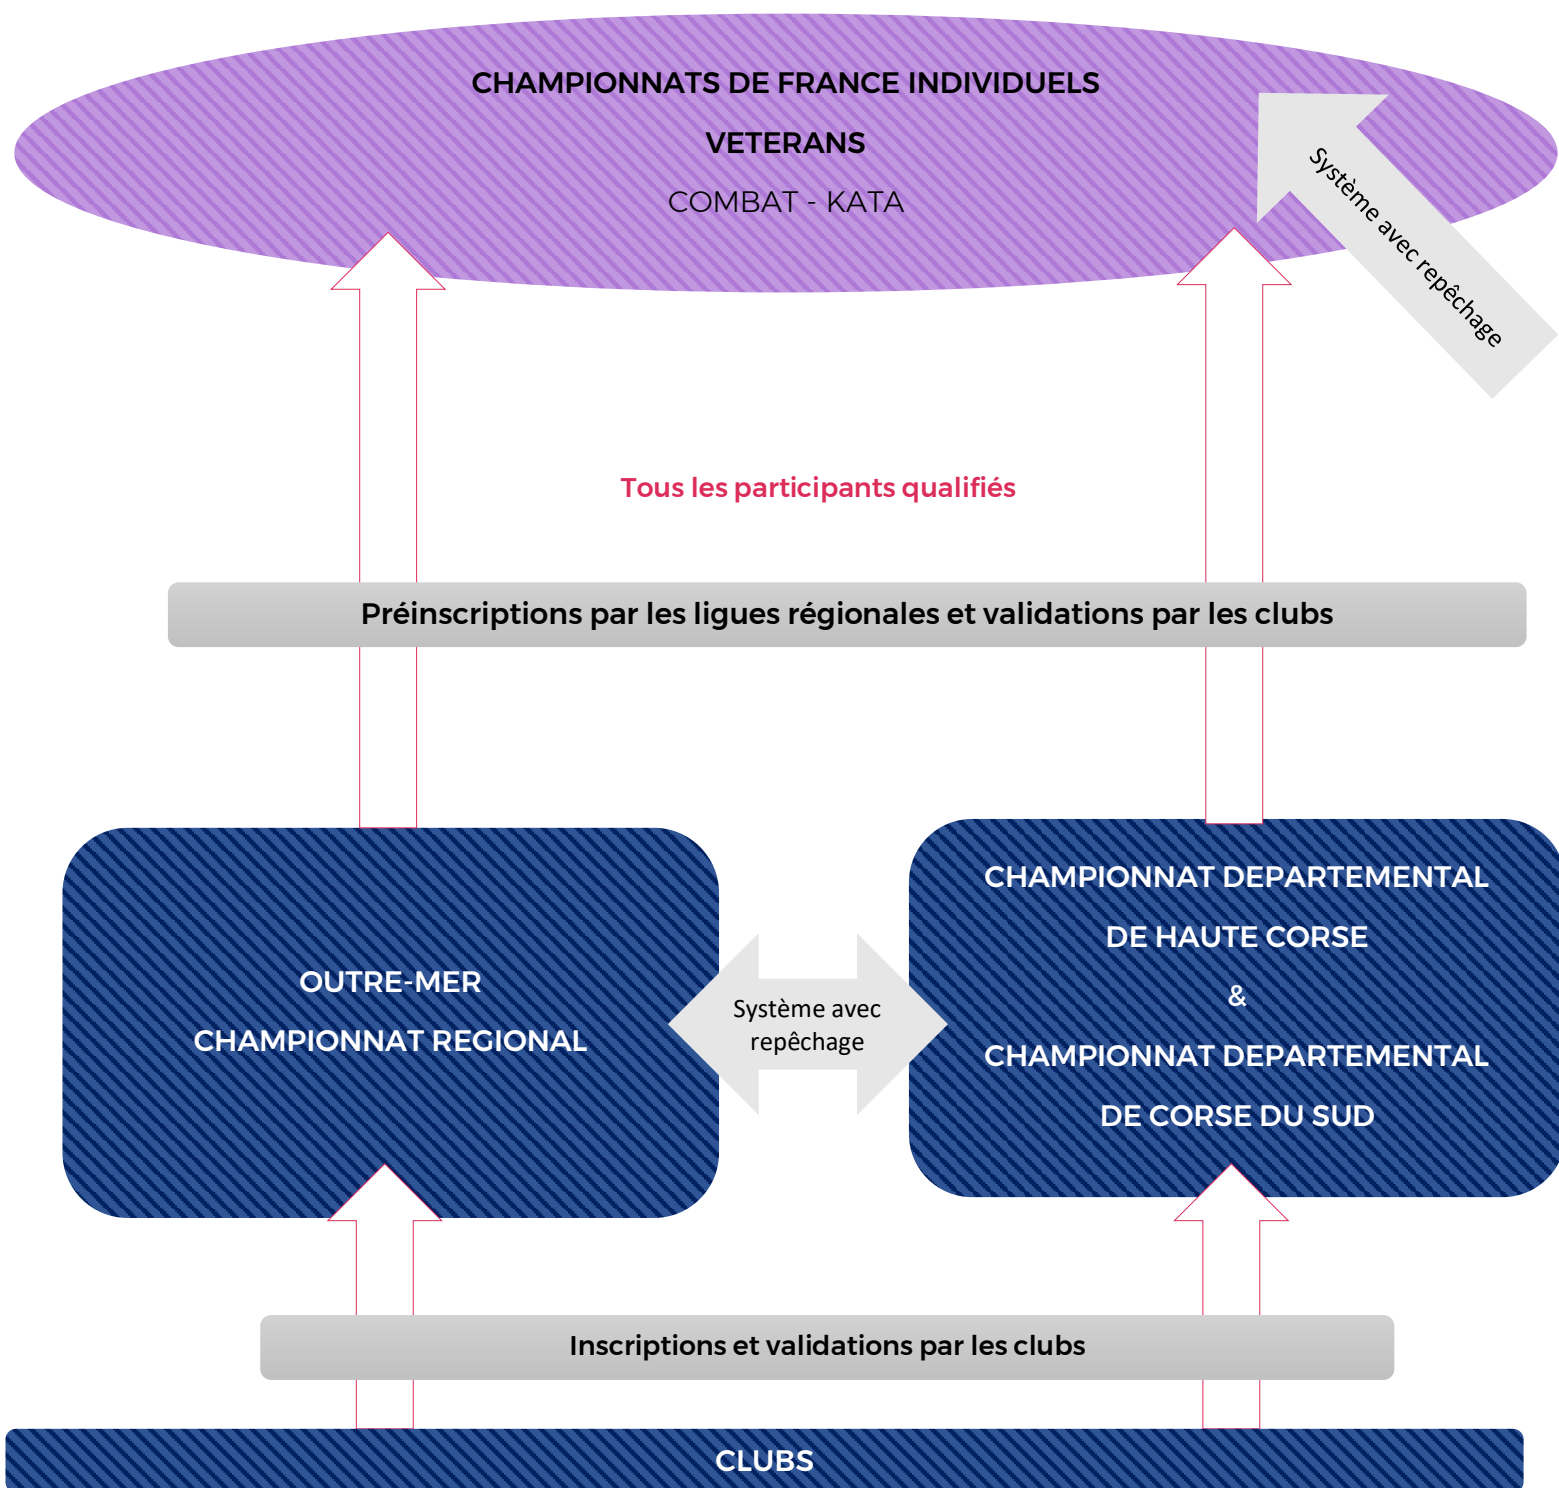 CHAMPIONNATS DE FRANCE INDIVIDUELS
VETERANS
COMBAT - KATA
Système avec repêchage
Tous les participants qualifiés
Préinscriptions par les ligues régionales et validations par les clubs
OUTRE-MER
CHAMPIONNAT REGIONAL
Système avec
repêchage
CHAMPIONNAT DEPARTEMENTAL
DE HAUTE CORSE
&
CHAMPIONNAT DEPARTEMENTAL
DE CORSE DU SUD
Inscriptions et validations par les clubs
CLUBS